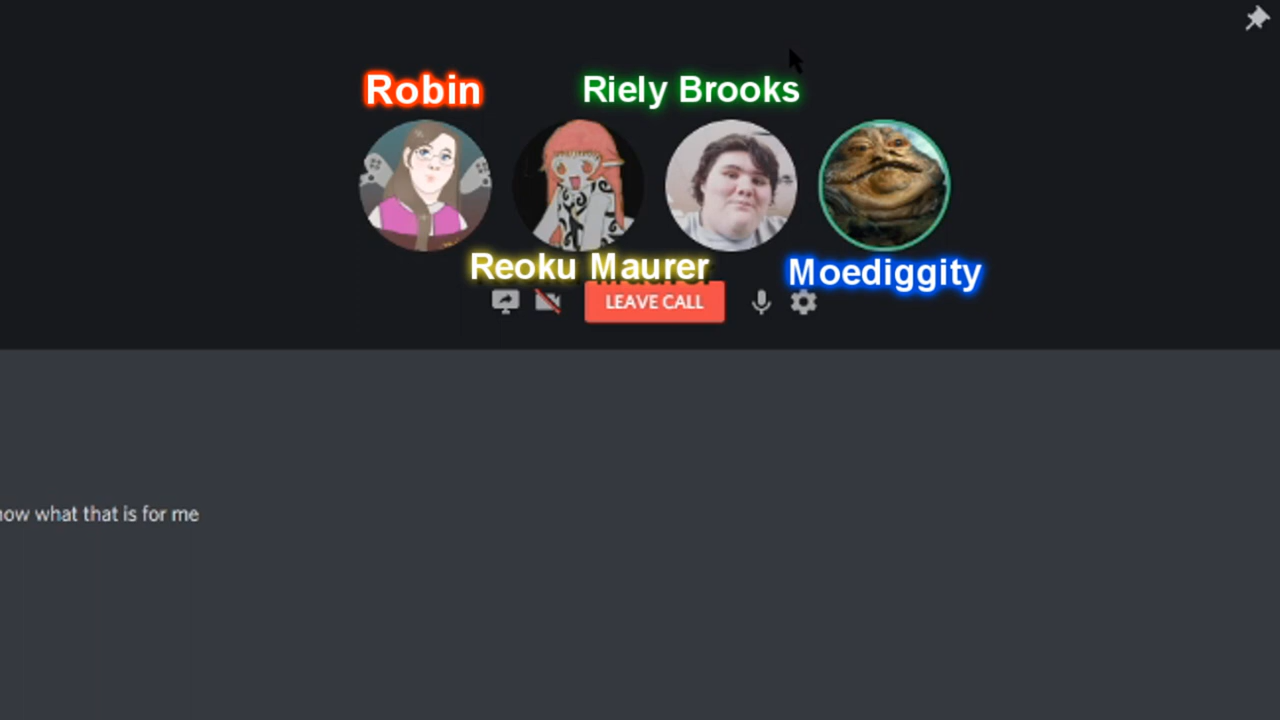 Robin
Riely Brooks
Reoku Maurer
Moediggity
LEAVE CALL
now what that is for me